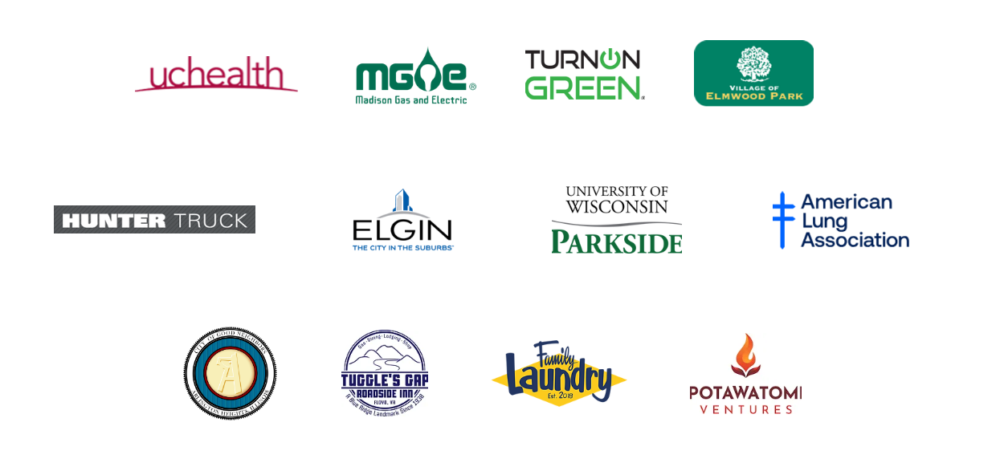 uchealth
mge®
Madison Gas and Electric
TURNON
GREEN
VILLAGE OF
ELMWOOD PARK
HUNTER TRUCK
ELGIN
THE CITY IN THE SUBURBS™
UNIVERSITY OF
WISCONSIN
PARKSIDE
American
Lung
Association
CITY OF GOOD NEIGHBORS
A
ARLINGTON HEIGHTS, ILLINOIS
Gas · Dining · Lodging · Shop
TUGGLE'S GAP
ROADSIDE INN
FLOYD, VA
A Blue Ridge Landmark Since 1938
Family
Laundry
Est. 2018
POTAWATOMI
VENTURES